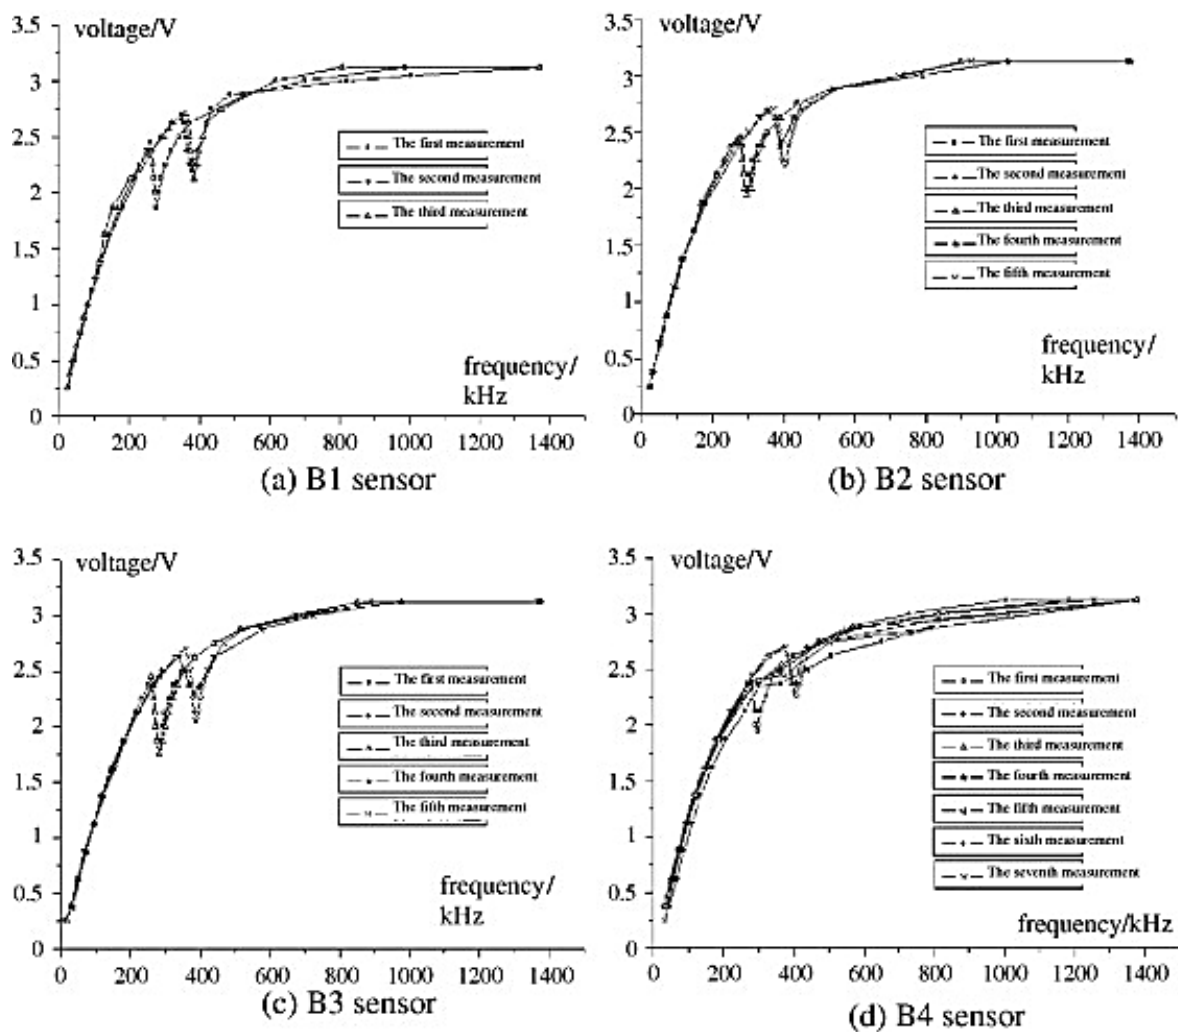 3.5
voltage/V
3
2.5
2
1.5
1
0.5
0
The first measurement
The second measurement
The third measurement
frequency/
kHz
0 200 400 600 800 1000 1200 1400
(a) B1 sensor
3.5
voltage/V
3
2.5
2
1.5
1
0.5
0
The first measurement
The second measurement
The third measurement
The fourth measurement
The fifth measurement
frequency/
kHz
0 200 400 600 800 1000 1200 1400
(b) B2 sensor
3.5
voltage/V
3
2.5
2
1.5
1
0.5
0
The first measurement
The second measurement
The third measurement
The fourth measurement
The fifth measurement
frequency/
kHz
0 200 400 600 800 1000 1200 1400
(c) B3 sensor
3.5
voltage/V
3
2.5
2
1.5
1
0.5
0
The first measurement
The second measurement
The third measurement
The fourth measurement
The fifth measurement
The sixth measurement
The seventh measurement
frequency/kHz
0 200 400 600 800 1000 1200 1400
(d) B4 sensor